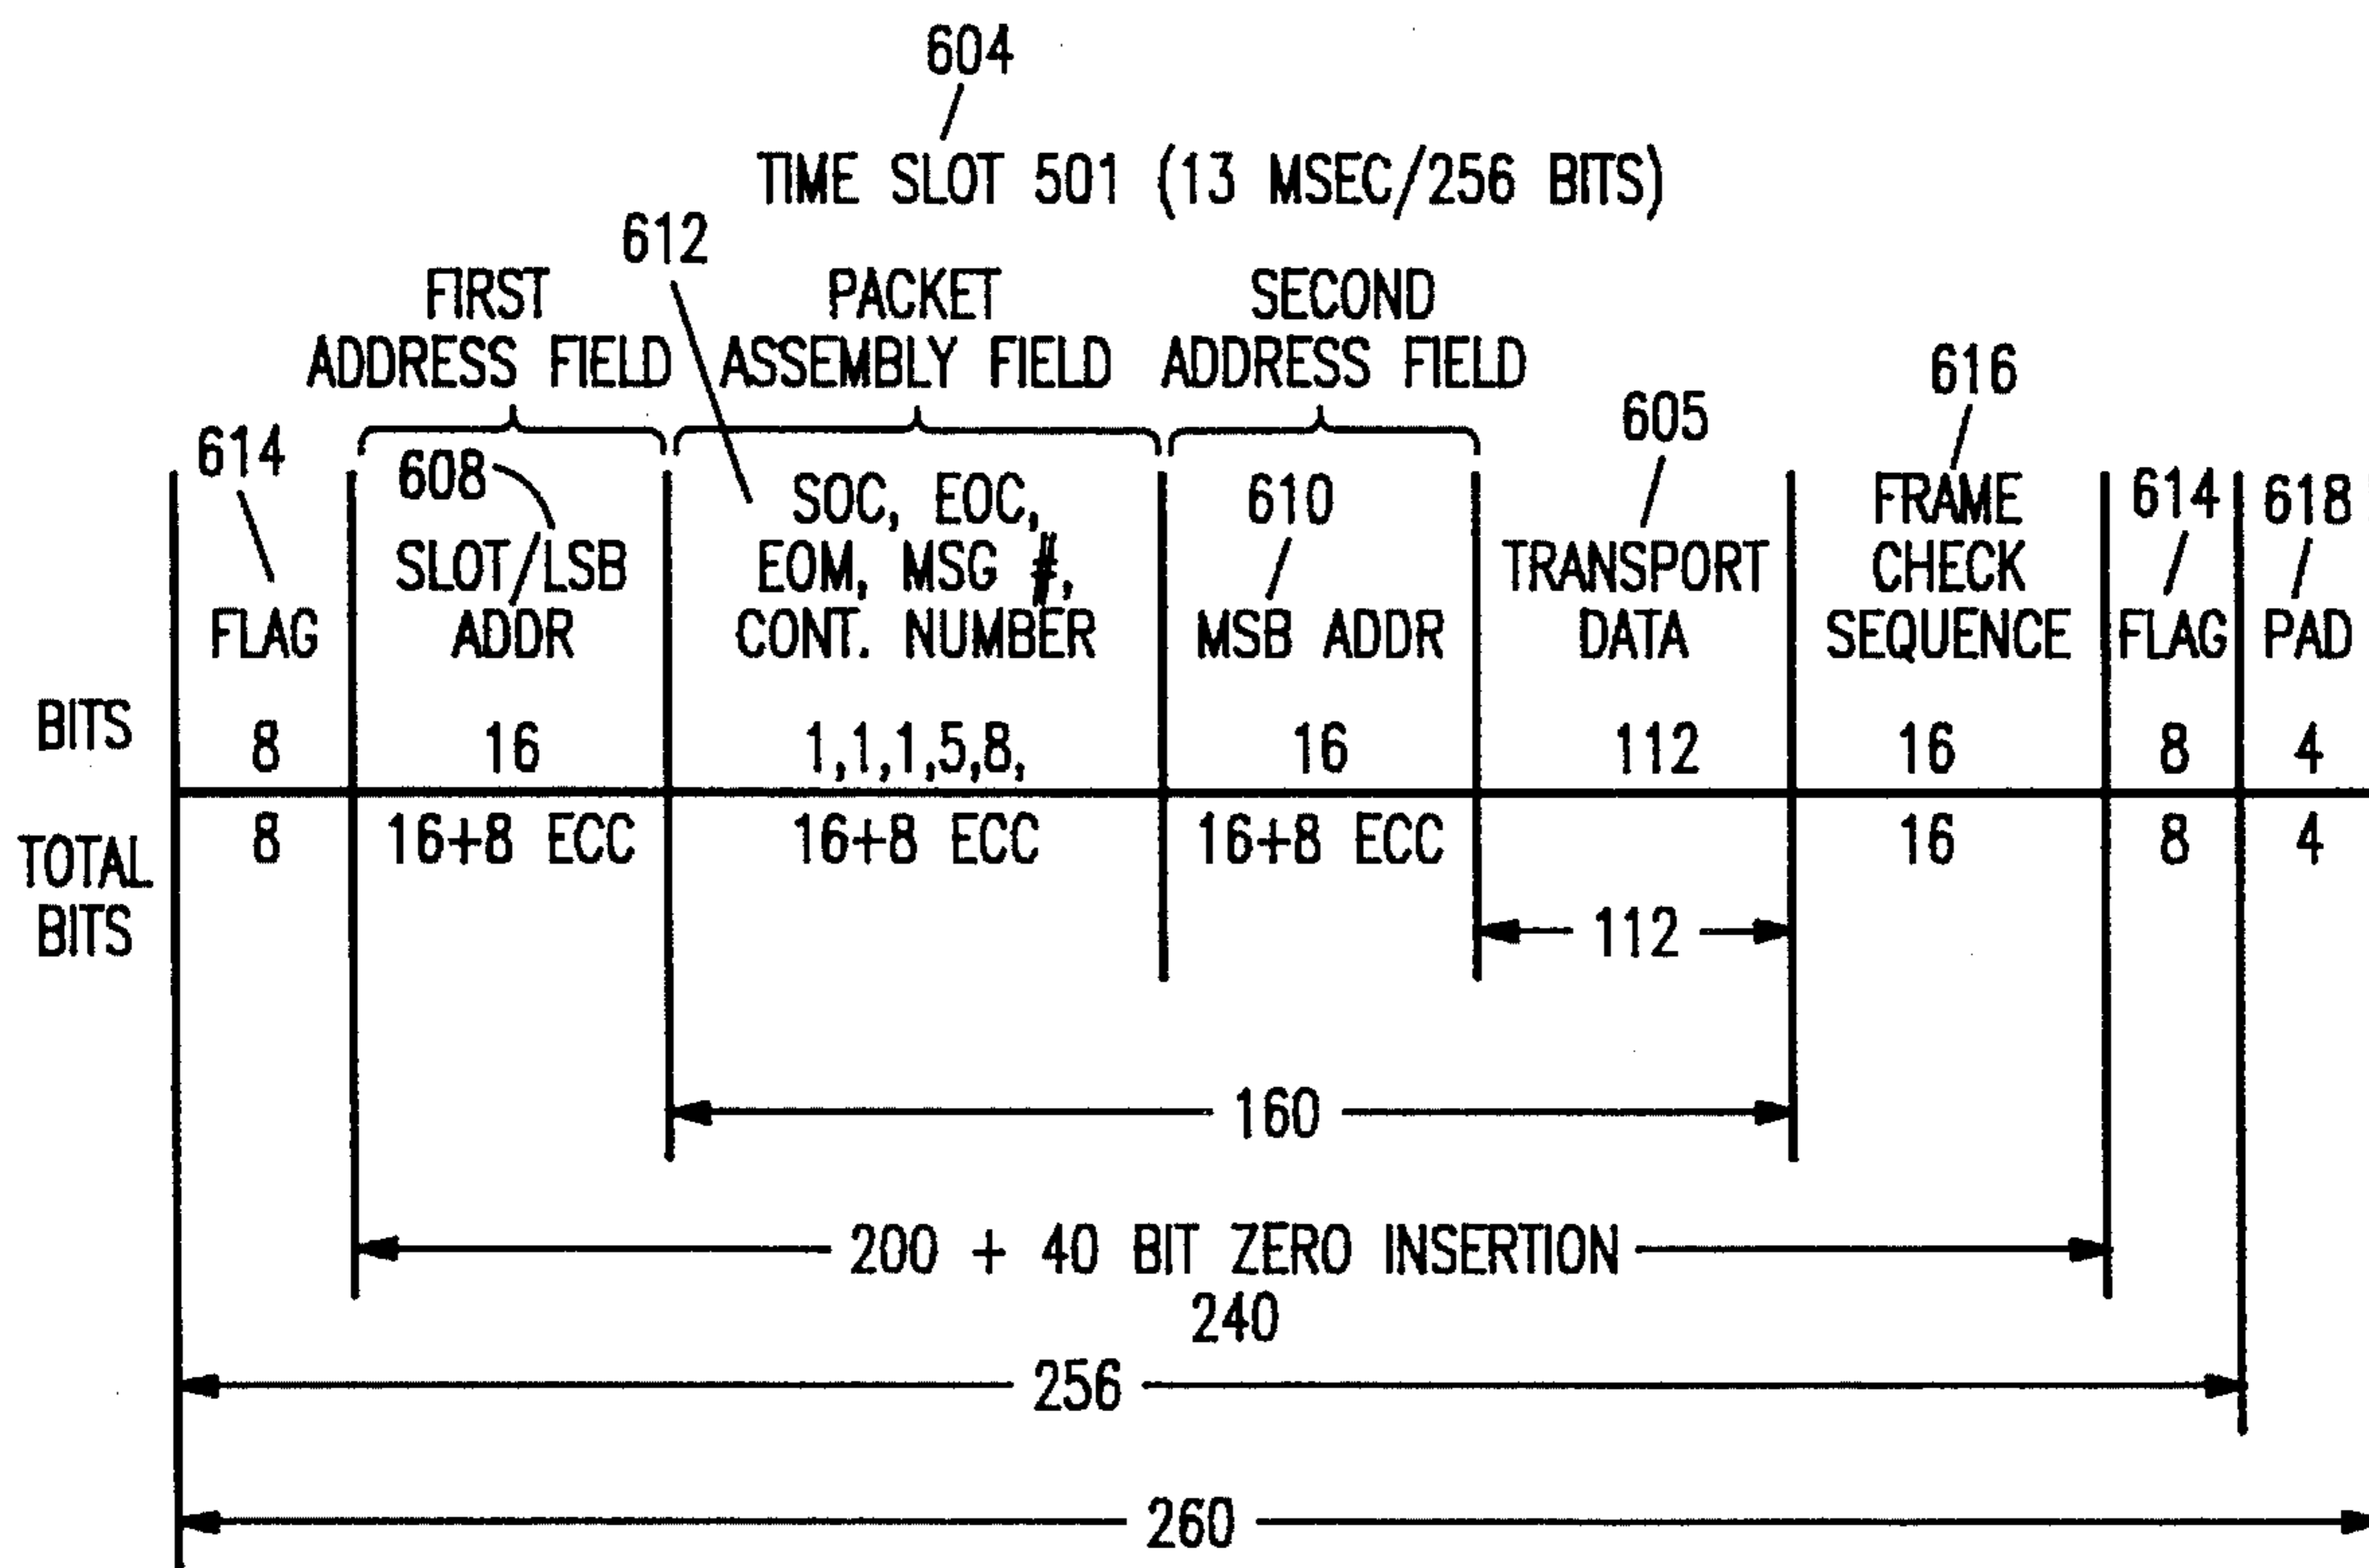 604
TIME SLOT 501 (13 MSEC/256 BITS)
612
FIRST PACKET SECOND
ADDRESS FIELD ASSEMBLY FIELD ADDRESS FIELD
616
605
614
608 SOC, EOC, 610 FRAME 614 618
SLOT/LSB EOM, MSG #, TRANSPORT CHECK
FLAG ADDR CONT. NUMBER MSB ADDR DATA SEQUENCE FLAG PAD
BITS 8 16 1,1,1,5,8, 16 112 16 8 4
TOTAL BITS 8 16+8 ECC 16+8 ECC 16+8 ECC 16 8 4
112
160
200 + 40 BIT ZERO INSERTION
240
256
260